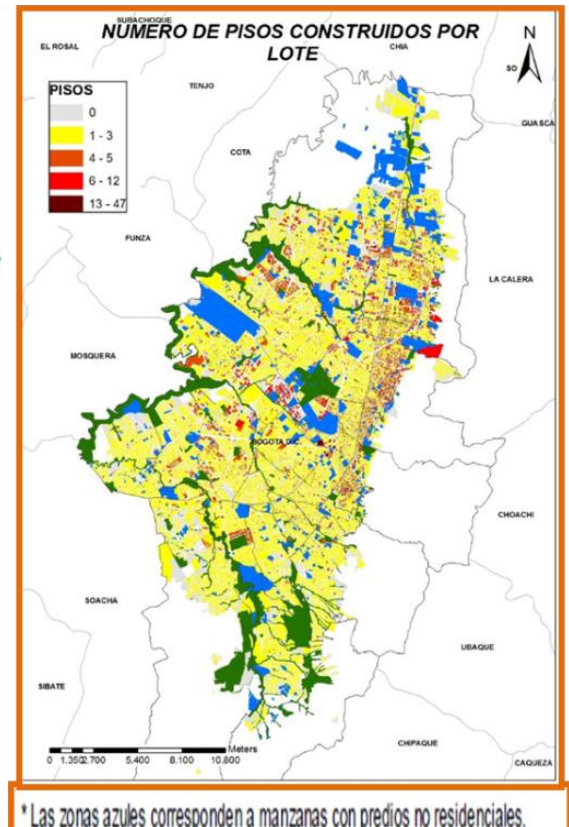 SUBACHOQUE
NUMERO DE PISOS CONSTRUIDOS POR
LOTE
EL ROSAL
CHIA
N
SO
TENJO
PISOS
0
1 - 3
4 - 5
6 - 12
13 - 47
GUASCA
COTA
FUNZA
LA CALERA
MOSQUERA
BOGOTA D.C.
CHOACHI
SOACHA
UBAQUE
SIBATE
CHIPAQUE
Meters
0 1.350 2.700 5.400 8.100 10.800
CAQUEZA
* Las zonas azules corresponden a manzanas con predios no residenciales.